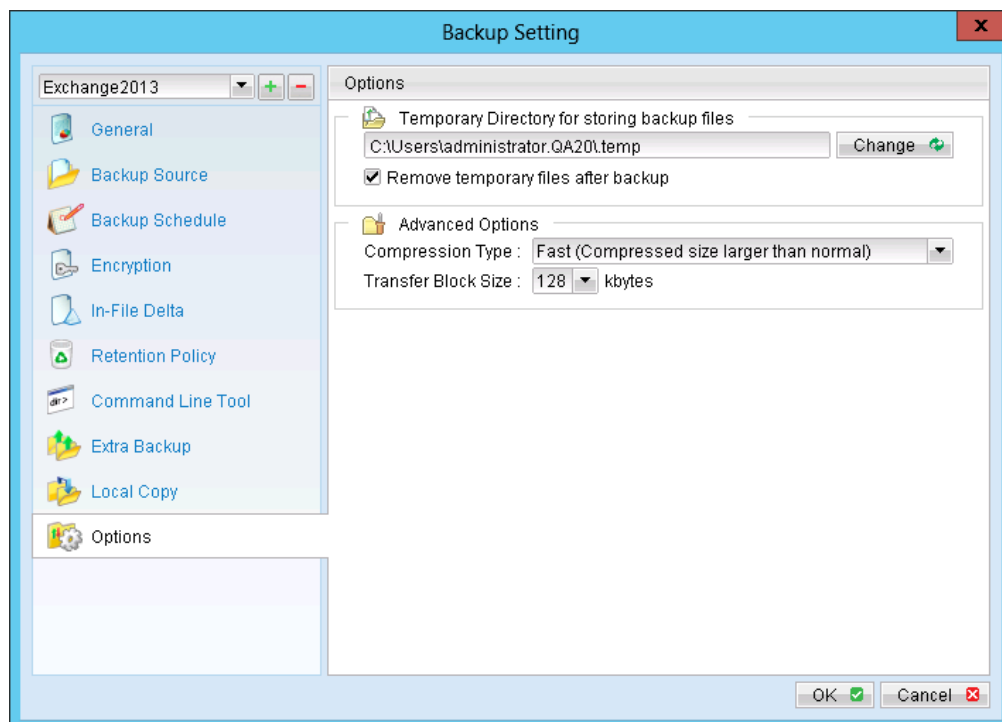 Backup Setting
x
Exchange2013
General
Backup Source
Backup Schedule
Encryption
In-File Delta
Retention Policy
dir>
Command Line Tool
Extra Backup
Local Copy
Options
Options
Temporary Directory for storing backup files
C:\Users\administrator.QA20\.temp
Change
Remove temporary files after backup
Advanced Options
Compression Type : Fast (Compressed size larger than normal)
Transfer Block Size : 128 kbytes
OK
Cancel